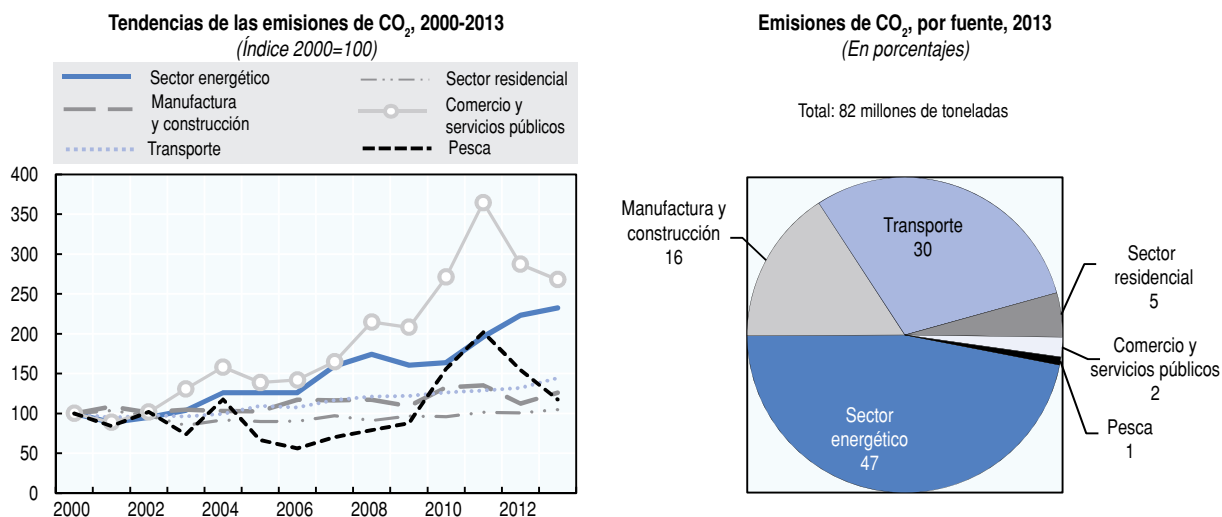 Tendencias de las emisiones de CO₂, 2000-2013
(Índice 2000=100)
Sector energético
Manufactura
y construcción
Transporte
Sector residencial
Comercio y
servicios públicos
Pesca
400
350
300
250
200
150
100
50
0
2000 2002 2004 2006 2008 2010 2012
Emisiones de CO₂, por fuente, 2013
(En porcentajes)
Total: 82 millones de toneladas
Manufactura y
construcción
16
Transporte
30
Sector
residencial
5
Comercio y
servicios públicos
2
Pesca
1
Sector
energético
47